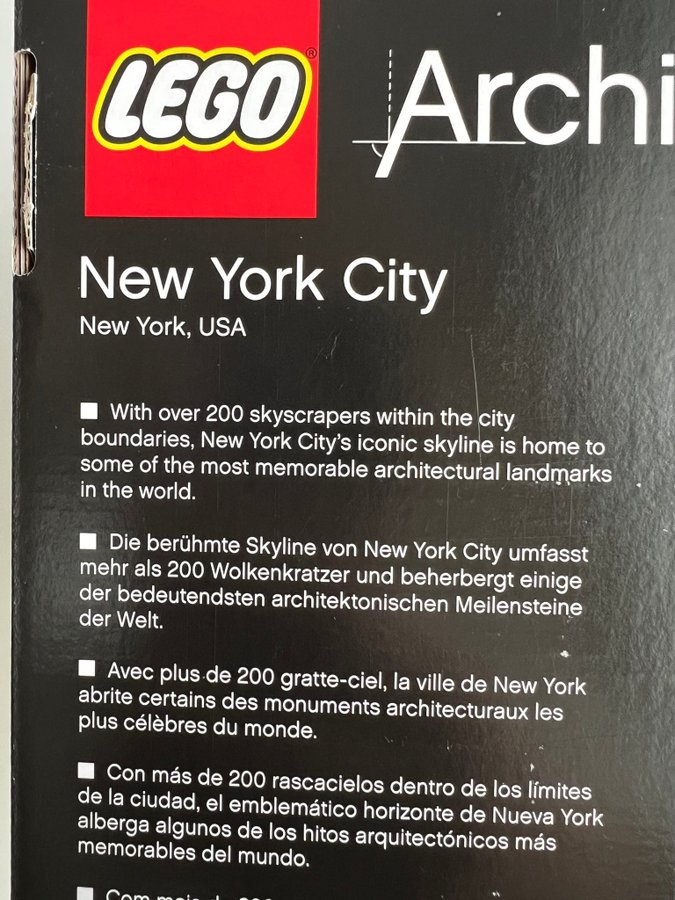 LEGO®
Archi
New York City
New York, USA
■ With over 200 skyscrapers within the city
boundaries, New York City's iconic skyline is home to
some of the most memorable architectural landmarks
in the world.
■ Die berühmte Skyline von New York City umfasst
mehr als 200 Wolkenkratzer und beherbergt einige
der bedeutendsten architektonischen Meilensteine
der Welt.
■ Avec plus de 200 gratte-ciel, la ville de New York
abrite certains des monuments architecturaux les
plus célèbres du monde.
■ Con más de 200 rascacielos dentro de los límites
de la ciudad, el emblemático horizonte de Nueva York
alberga algunos de los hitos arquitectónicos más
memorables del mundo.
■ Com mais